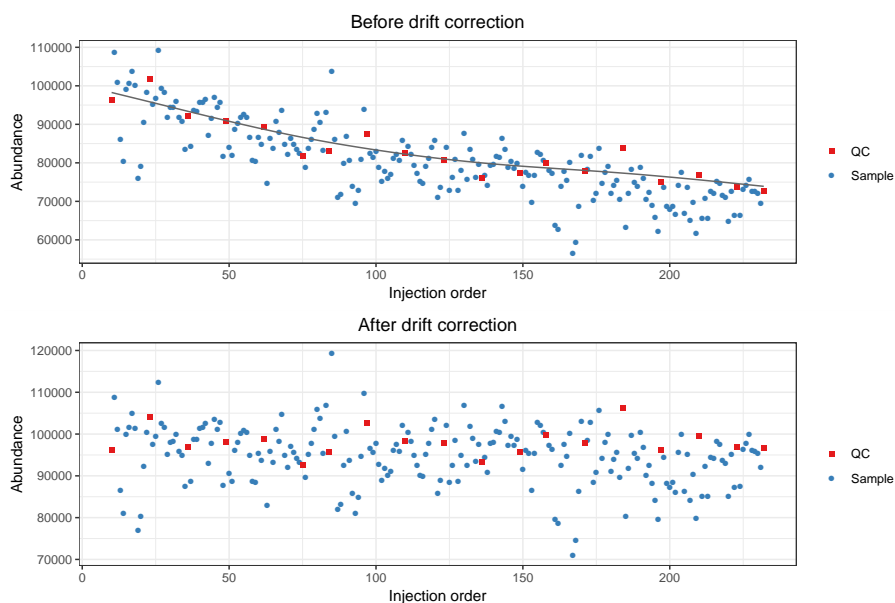 Before drift correction
110000
100000
90000
80000
70000
60000
Abundance
0 50 100 150 200
Injection order
QC
Sample
After drift correction
120000
110000
100000
90000
80000
70000
Abundance
0 50 100 150 200
Injection order
QC
Sample